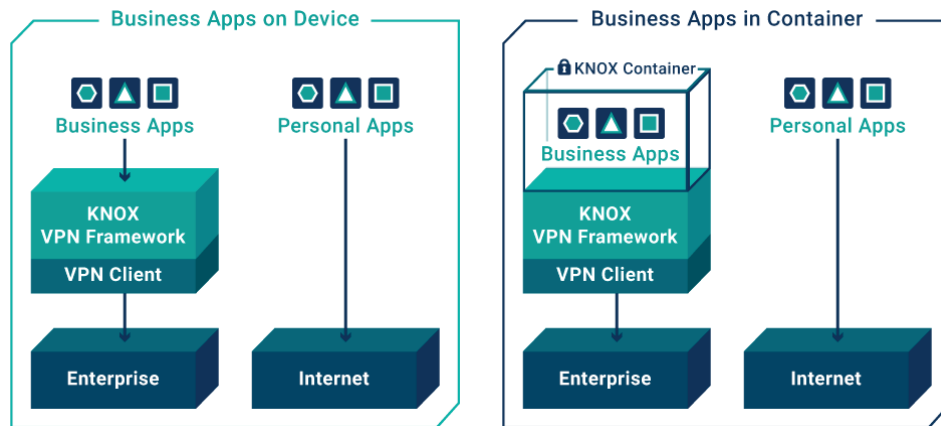 Business Apps on Device
Business Apps
Personal Apps
KNOX
VPN Framework
VPN Client
Enterprise
Internet
Business Apps in Container
KNOX Container
Business Apps
Personal Apps
KNOX
VPN Framework
VPN Client
Enterprise
Internet